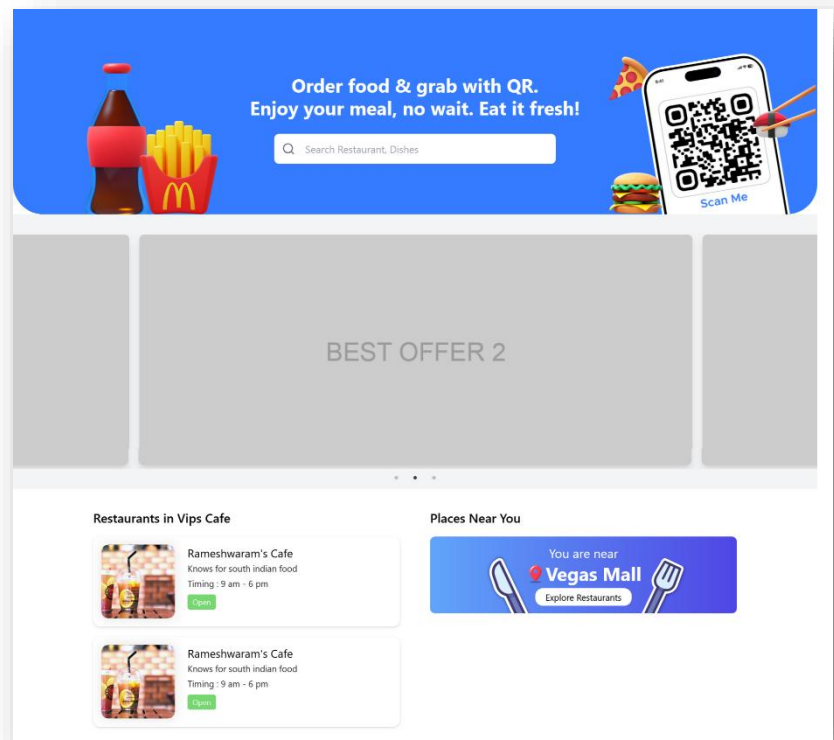 Order food & grab with QR.
Enjoy your meal, no wait. Eat it fresh!
Search Restaurant, Dishes
Scan Me
BEST OFFER 2
Restaurants in Vips Cafe
Rameshwaram's Cafe
Knows for south indian food
Timing : 9 am - 6 pm
Open
Rameshwaram's Cafe
Knows for south indian food
Timing : 9 am - 6 pm
Open
Places Near You
You are near
Vegas Mall
Explore Restaurants